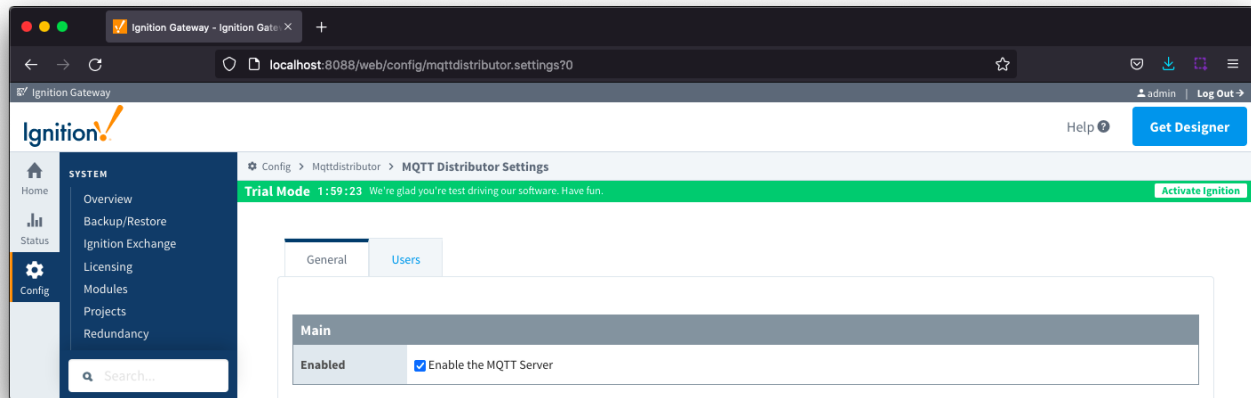 Ignition Gateway - Ignition Gate
localhost:8088/web/config/mqttdistributor.settings?0
Ignition Gateway
admin | Log Out
Ignition!
Help
Get Designer
Home
Status
Config
SYSTEM
Overview
Backup/Restore
Ignition Exchange
Licensing
Modules
Projects
Redundancy
Search...
Config > Mqttdistributor > MQTT Distributor Settings
Trial Mode 1:59:23 We're glad you're test driving our software. Have fun.
Activate Ignition
General
Users
Main
Enabled
Enable the MQTT Server